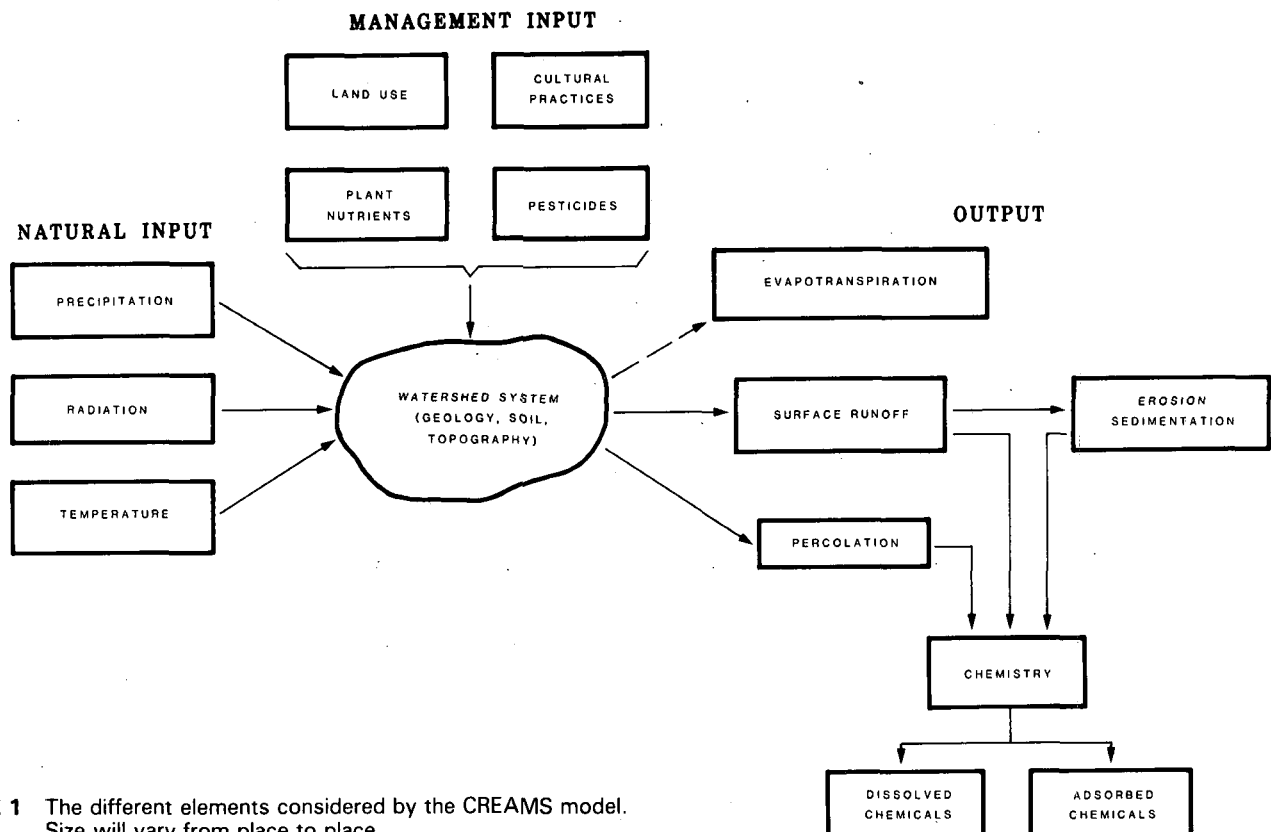 MANAGEMENT INPUT
LAND USE
CULTURAL
PRACTICES
PLANT
NUTRIENTS
PESTICIDES
NATURAL INPUT
OUTPUT
PRECIPITATION
RADIATION
TEMPERATURE
WATERSHED SYSTEM
(GEOLOGY, SOIL,
TOPOGRAPHY)
EVAPOTRANSPIRATION
SURFACE RUNOFF
EROSION
SEDIMENTATION
PERCOLATION
CHEMISTRY
DISSOLVED
CHEMICALS
ADSORBED
CHEMICALS
1 The different elements considered by the CREAMS model.
Size will vary from place to place